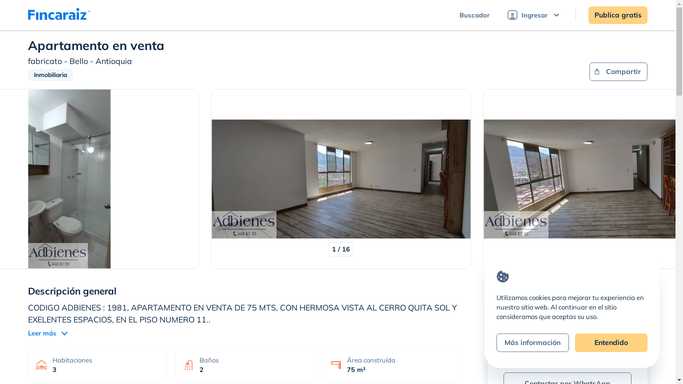 Fincaraiz
Buscador
Ingresar
Publica gratis
Apartamento en venta
fabricato - Bello - Antioquia
Inmobiliaria
Compartir
Adbienes
Adbienes
Adbienes
1 / 16
Descripción general
CODIGO ADBIENES : 1981, APARTAMENTO EN VENTA DE 75 MTS, CON HERMOSA VISTA AL CERRO QUITA SOL Y
EXELENTES ESPACIOS, EN EL PISO NUMERO 11...
Leer más
Habitaciones
3
Baños
2
Área construída
75 m²
Utilizamos cookies para mejorar tu experiencia en
nuestro sitio web. Al continuar en el sitio
consideramos que aceptas su uso.
Más información
Entendido
Contactar por WhatsApp